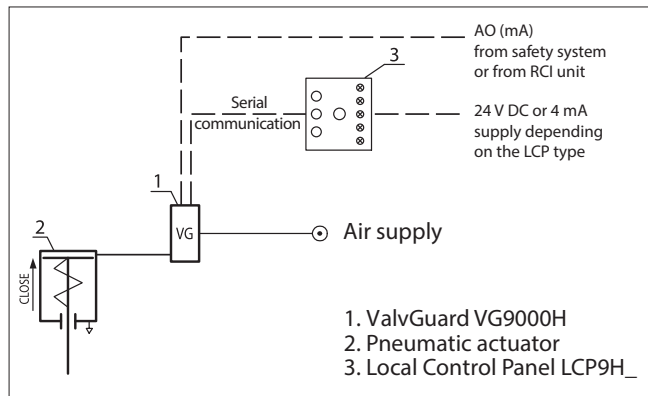 AO (mA)
from safety system
or from RCI unit
3
Serial
communication
24 V DC or 4 mA
supply depending
on the LCP type
1
2
VG
Air supply
CLOSE
1. ValvGuard VG9000H
2. Pneumatic actuator
3. Local Control Panel LCP9H_